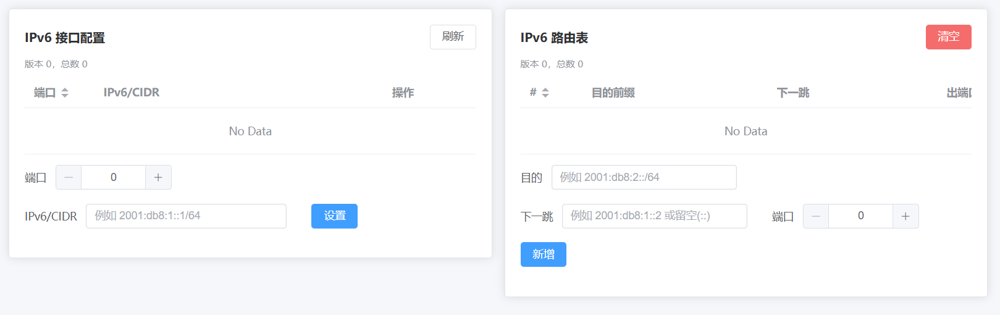 IPv6 接口配置
刷新
版本 0，总数 0
端口 IPv6/CIDR 操作
No Data
端口 0
IPv6/CIDR 例如 2001:db8:1::1/64 设置
IPv6 路由表
清空
版本 0，总数 0
# 目的前缀 下一跳 出端口
No Data
目的 例如 2001:db8:2::/64
下一跳 例如 2001:db8:1::2 或留空(::) 端口 0
新增